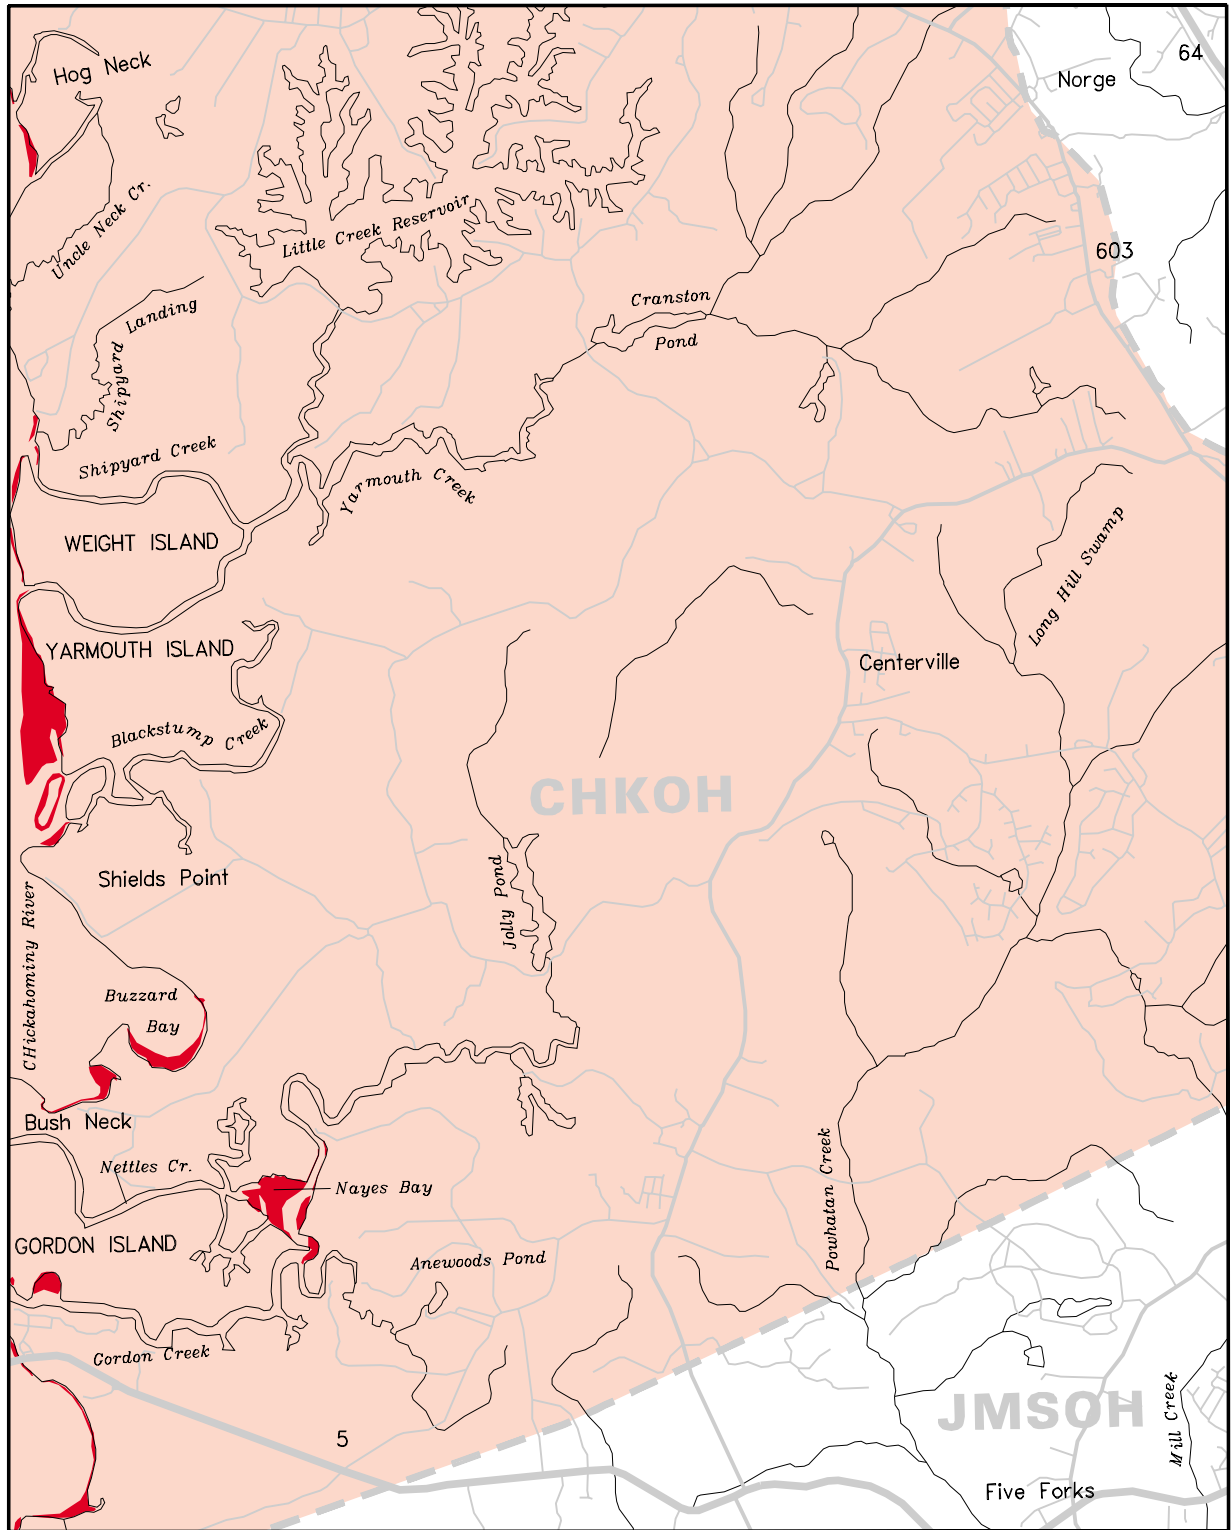 Hog Neck
64
Norge
Uncle Neck Cr.
Little Creek Reservoir
603
Shipyard Landing
Cranston
Pond
Shipyard Creek
Yarmouth Creek
WEIGHT ISLAND
Long Hill Swamp
YARMOUTH ISLAND
Centerville
Blackstump Creek
CHKOH
Shields Point
Jolly Pond
CHickahominy River
Buzzard
Bay
Bush Neck
Nettles Cr.
Nayes Bay
Powhatan Creek
GORDON ISLAND
Anewoods Pond
Gordon Creek
JMSOH
Mill Creek
5
Five Forks